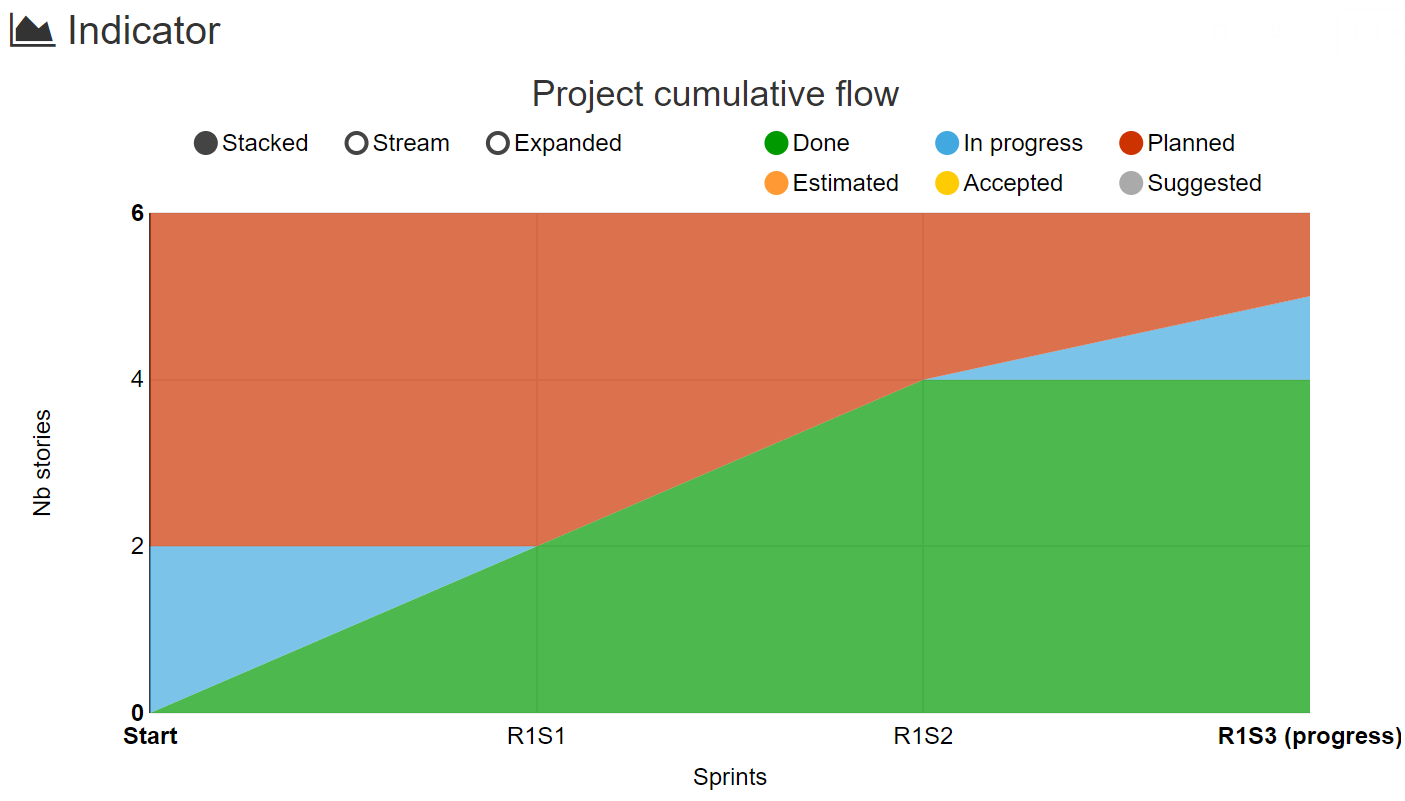 Indicator
Project cumulative flow
Stacked Stream Expanded Done In progress Planned
Estimated Accepted Suggested
6
4
2
0
Nb stories
Start R1S1 R1S2 R1S3 (progress)
Sprints